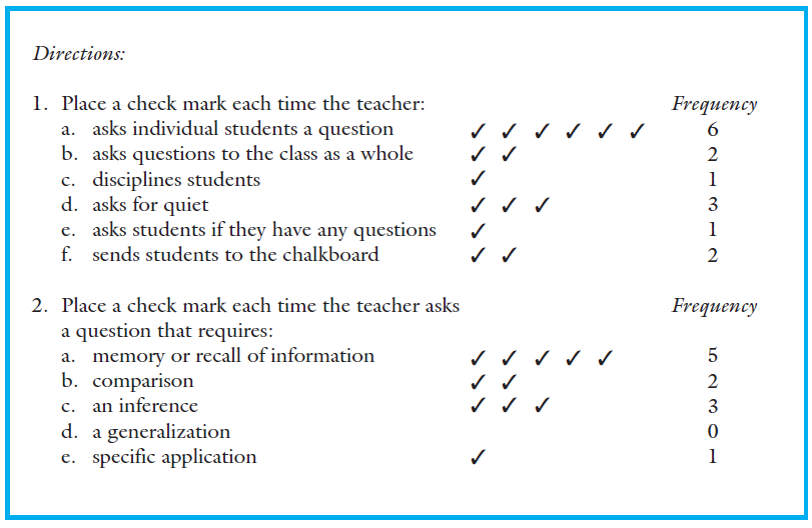 Directions:
1. Place a check mark each time the teacher: Frequency
a. asks individual students a question ✓ ✓ ✓ ✓ ✓ ✓ 6
b. asks questions to the class as a whole ✓ ✓ 2
c. disciplines students ✓ 1
d. asks for quiet ✓ ✓ ✓ 3
e. asks students if they have any questions ✓ 1
f. sends students to the chalkboard ✓ ✓ 2
2. Place a check mark each time the teacher asks Frequency
a question that requires:
a. memory or recall of information ✓ ✓ ✓ ✓ ✓ 5
b. comparison ✓ ✓ 2
c. an inference ✓ ✓ ✓ 3
d. a generalization 0
e. specific application ✓ 1